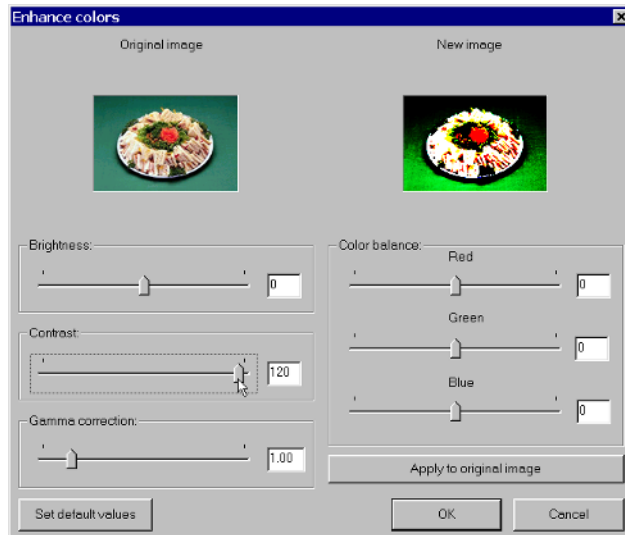 Enhance colors
Original image
New image
Brightness:
0
Contrast:
120
Gamma correction:
1.00
Color balance:
Red
0
Green
0
Blue
0
Apply to original image
Set default values
OK
Cancel